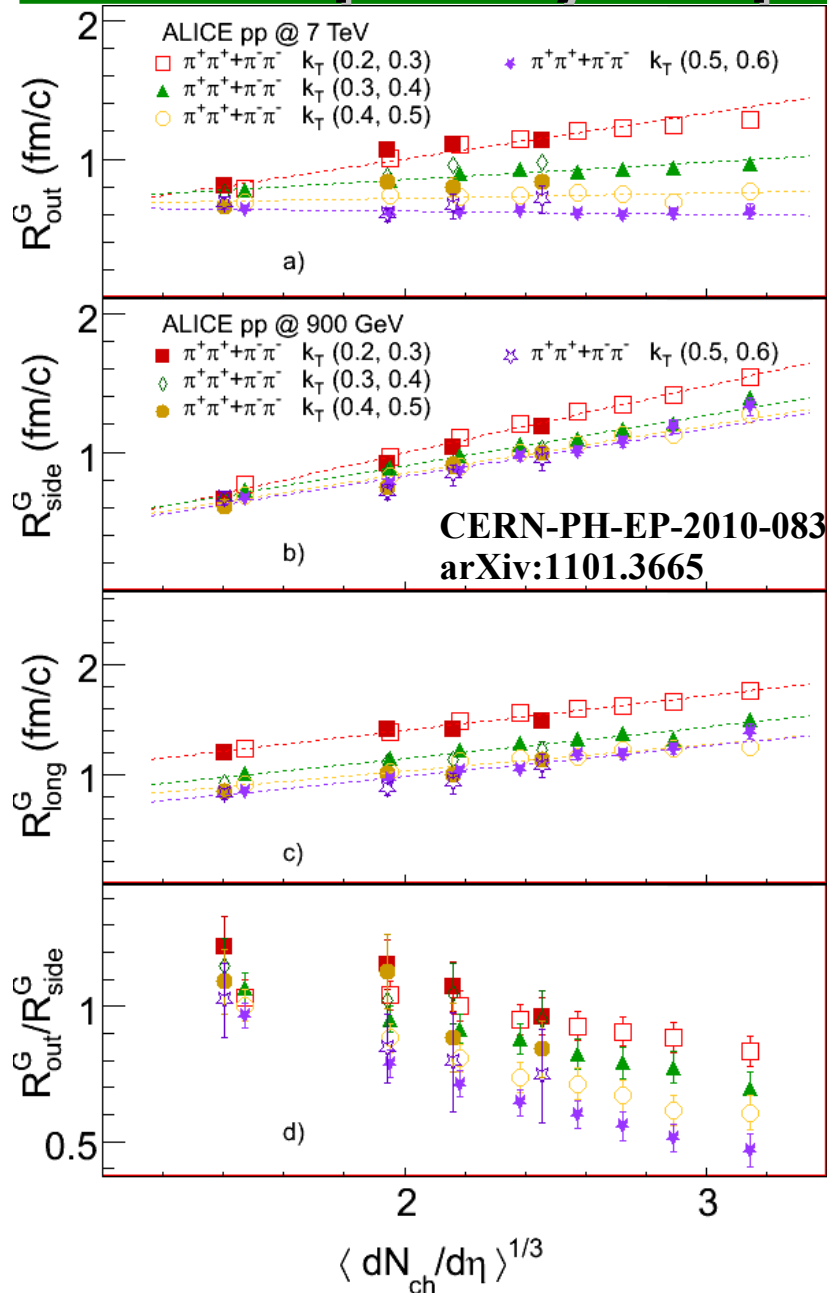 2
ALICE pp @ 7 TeV
π⁺π⁺+π⁻π⁻ k_T (0.2, 0.3)
π⁺π⁺+π⁻π⁻ k_T (0.5, 0.6)
π⁺π⁺+π⁻π⁻ k_T (0.3, 0.4)
π⁺π⁺+π⁻π⁻ k_T (0.4, 0.5)
R^G_out (fm/c)
1
a)
2
ALICE pp @ 900 GeV
π⁺π⁺+π⁻π⁻ k_T (0.2, 0.3)
π⁺π⁺+π⁻π⁻ k_T (0.5, 0.6)
π⁺π⁺+π⁻π⁻ k_T (0.3, 0.4)
π⁺π⁺+π⁻π⁻ k_T (0.4, 0.5)
R^G_side (fm/c)
1
CERN-PH-EP-2010-083
arXiv:1101.3665
b)
2
R^G_long (fm/c)
1
c)
R^G_out/R^G_side
1
0.5
d)
2 3
⟨ dN_ch/dη ⟩^1/3